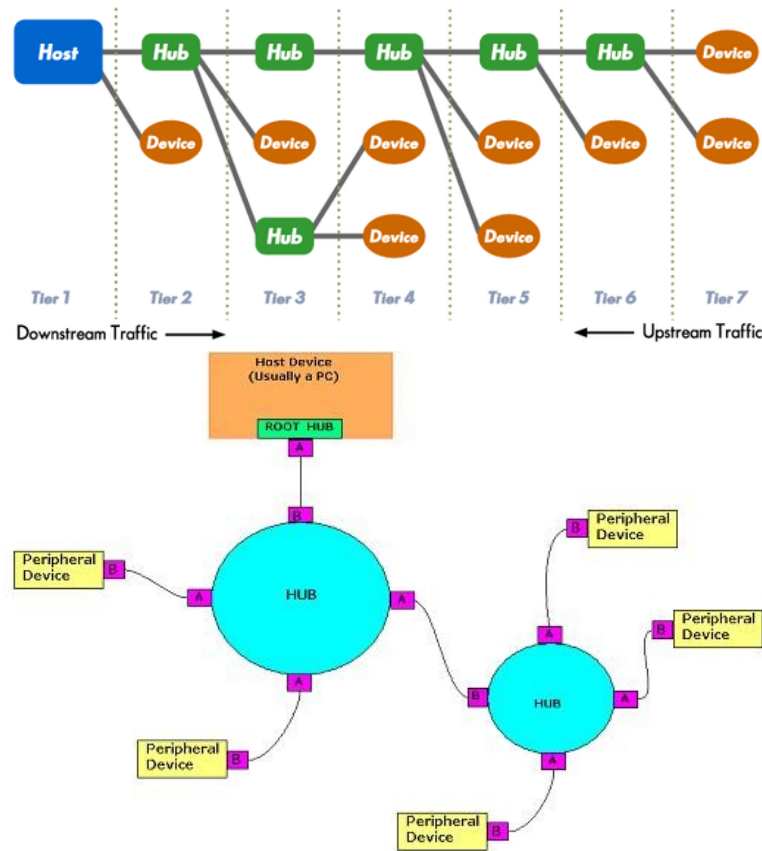 Host Hub Hub Hub Hub Hub Device
Device Device Device Device Device Device
Hub Device Device
Tier 1 Tier 2 Tier 3 Tier 4 Tier 5 Tier 6 Tier 7
Downstream Traffic Upstream Traffic
Host Device
(Usually a PC)
ROOT HUB
A
B
Peripheral
Device
B
A
HUB
A
A
Peripheral
Device
B
B
Peripheral
Device
A
B
Peripheral
Device
B
HUB
A
A
Peripheral
Device
B